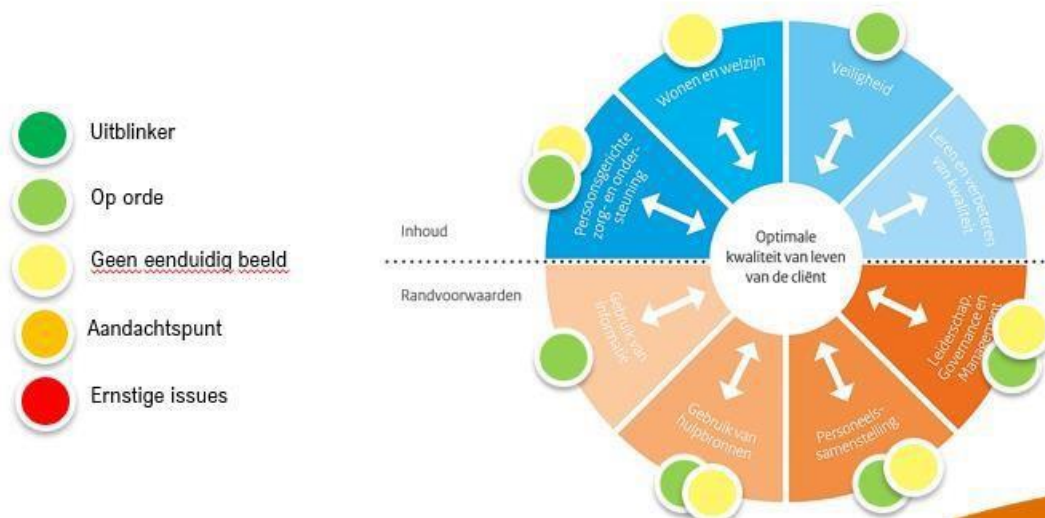 Uitblinker
Op orde
Geen eenduidig beeld
Aandachtspunt
Ernstige issues
Inhoud
Randvoorwaarden
Wonen en welzijn
Veiligheid
Persoonsgerichte
zorg- en onder-
steuning
Leren en verbeteren
van kwaliteit
Optimale
kwaliteit van leven
van de cliënt
Gebruik van
informatie
Leiderschap,
Governance en
Management
Gebruik van
hulpbronnen
Personeels-
samenstelling